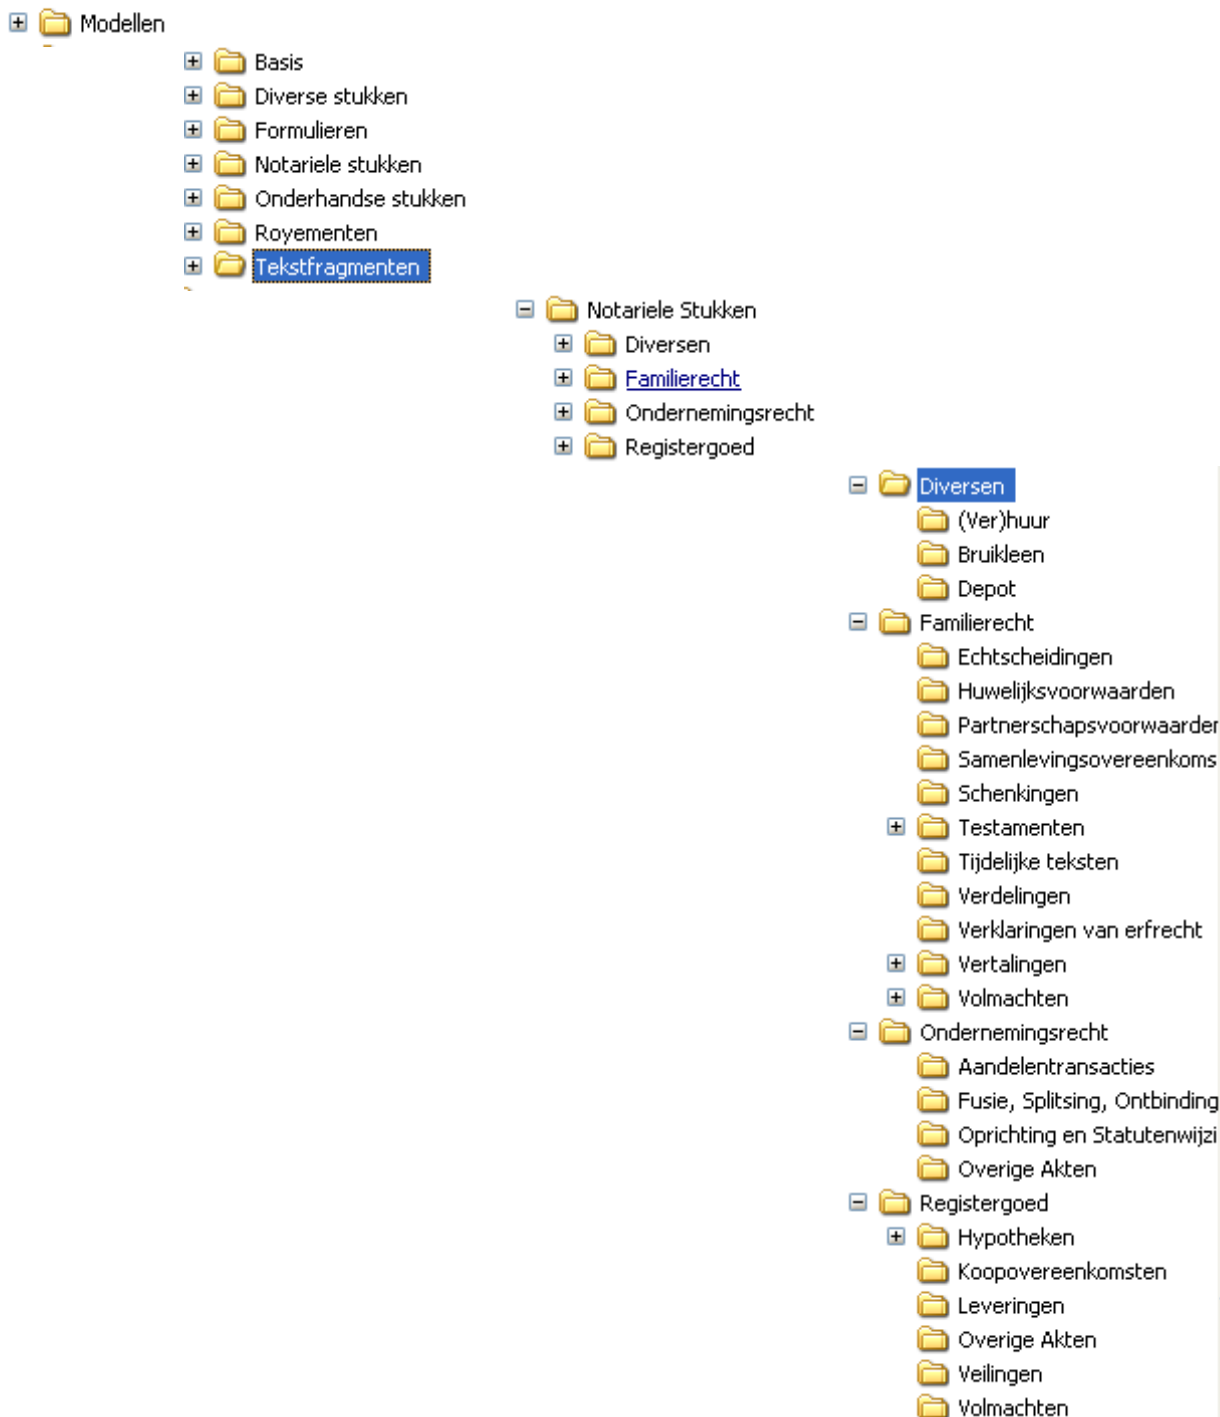 Modellen
Basis
Diverse stukken
Formulieren
Notariele stukken
Onderhandse stukken
Royementen
Tekstfragmenten
Notariele Stukken
Diversen
Familierecht
Ondernemingsrecht
Registergoed
Diversen
(Ver)huur
Bruikleen
Depot
Familierecht
Echtscheidingen
Huwelijksvoorwaarden
Partnerschapsvoorwaarder
Samenlevingsovereenkoms
Schenkingen
Testamenten
Tijdelijke teksten
Verdelingen
Verklaringen van erfrecht
Vertalingen
Volmachten
Ondernemingsrecht
Aandelentransacties
Fusie, Splitsing, Ontbinding
Oprichting en Statutenwijzi
Overige Akten
Registergoed
Hypotheken
Koopovereenkomsten
Leveringen
Overige Akten
Veilingen
Volmachten